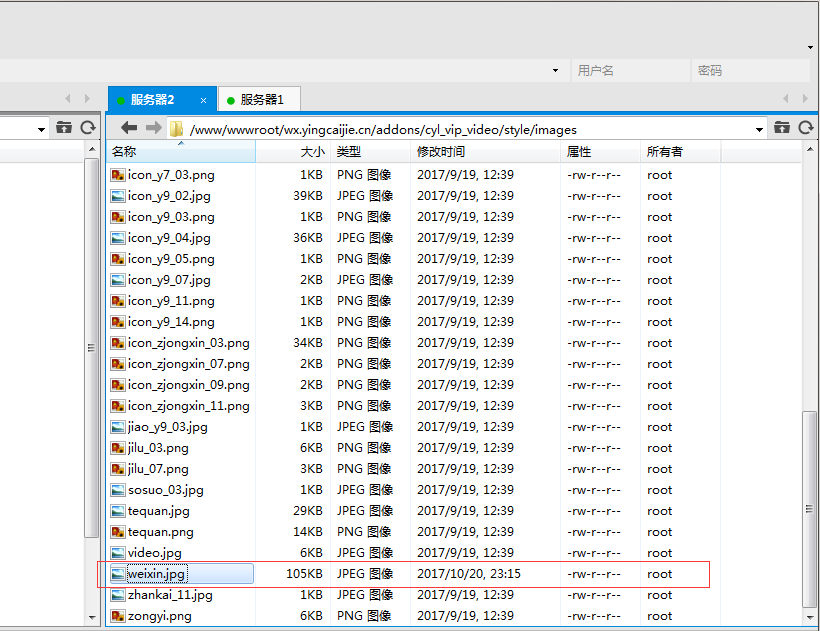 用户名 密码
服务器2 × 服务器1
/www/wwwroot/wx.yingcaijie.cn/addons/cyl_vip_video/style/images
名称 大小 类型 修改时间 属性 所有者
icon_y7_03.png 1KB PNG 图像 2017/9/19, 12:39 -rw-r--r-- root
icon_y9_02.jpg 39KB JPEG 图像 2017/9/19, 12:39 -rw-r--r-- root
icon_y9_03.png 1KB PNG 图像 2017/9/19, 12:39 -rw-r--r-- root
icon_y9_04.jpg 36KB JPEG 图像 2017/9/19, 12:39 -rw-r--r-- root
icon_y9_05.png 1KB PNG 图像 2017/9/19, 12:39 -rw-r--r-- root
icon_y9_07.jpg 2KB JPEG 图像 2017/9/19, 12:39 -rw-r--r-- root
icon_y9_11.png 1KB PNG 图像 2017/9/19, 12:39 -rw-r--r-- root
icon_y9_14.png 1KB PNG 图像 2017/9/19, 12:39 -rw-r--r-- root
icon_zjongxin_03.png 34KB PNG 图像 2017/9/19, 12:39 -rw-r--r-- root
icon_zjongxin_07.png 2KB PNG 图像 2017/9/19, 12:39 -rw-r--r-- root
icon_zjongxin_09.png 2KB PNG 图像 2017/9/19, 12:39 -rw-r--r-- root
icon_zjongxin_11.png 3KB PNG 图像 2017/9/19, 12:39 -rw-r--r-- root
jiao_y9_03.jpg 1KB JPEG 图像 2017/9/19, 12:39 -rw-r--r-- root
jilu_03.png 6KB PNG 图像 2017/9/19, 12:39 -rw-r--r-- root
jilu_07.png 3KB PNG 图像 2017/9/19, 12:39 -rw-r--r-- root
sosuo_03.jpg 1KB JPEG 图像 2017/9/19, 12:39 -rw-r--r-- root
tequan.jpg 29KB JPEG 图像 2017/9/19, 12:39 -rw-r--r-- root
tequan.png 14KB PNG 图像 2017/9/19, 12:39 -rw-r--r-- root
video.jpg 6KB JPEG 图像 2017/9/19, 12:39 -rw-r--r-- root
weixin.jpg 105KB JPEG 图像 2017/10/20, 23:15 -rw-r--r-- root
zhankai_11.jpg 1KB JPEG 图像 2017/9/19, 12:39 -rw-r--r-- root
zongyi.png 6KB PNG 图像 2017/9/19, 12:39 -rw-r--r-- root